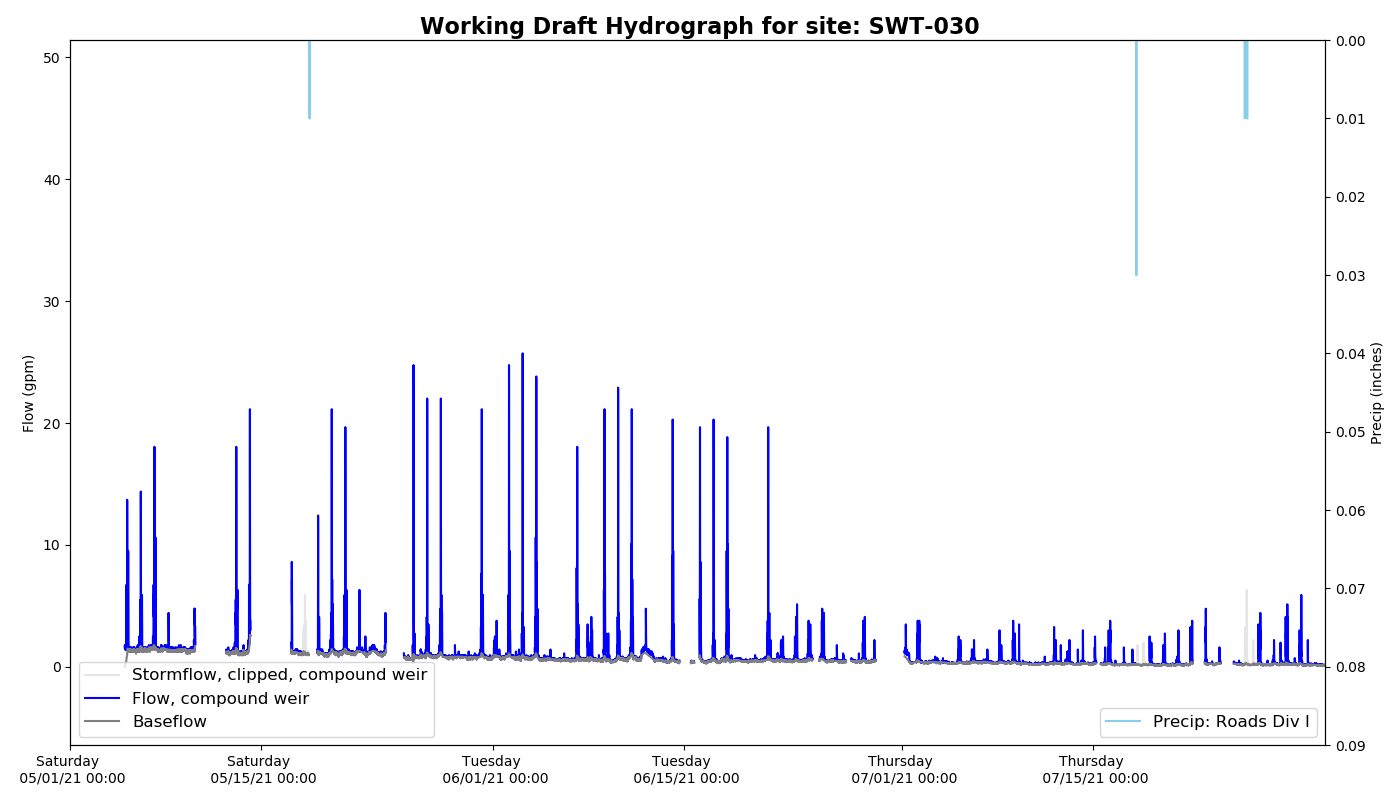 Working Draft Hydrograph for site: SWT-030
50
40
30
20
10
0
Flow (gpm)
0.00
0.01
0.02
0.03
0.04
0.05
0.06
0.07
0.08
0.09
Precip (inches)
Stormflow, clipped, compound weir
Flow, compound weir
Baseflow
Precip: Roads Div I
Saturday
05/01/21 00:00
Saturday
05/15/21 00:00
Tuesday
06/01/21 00:00
Tuesday
06/15/21 00:00
Thursday
07/01/21 00:00
Thursday
07/15/21 00:00